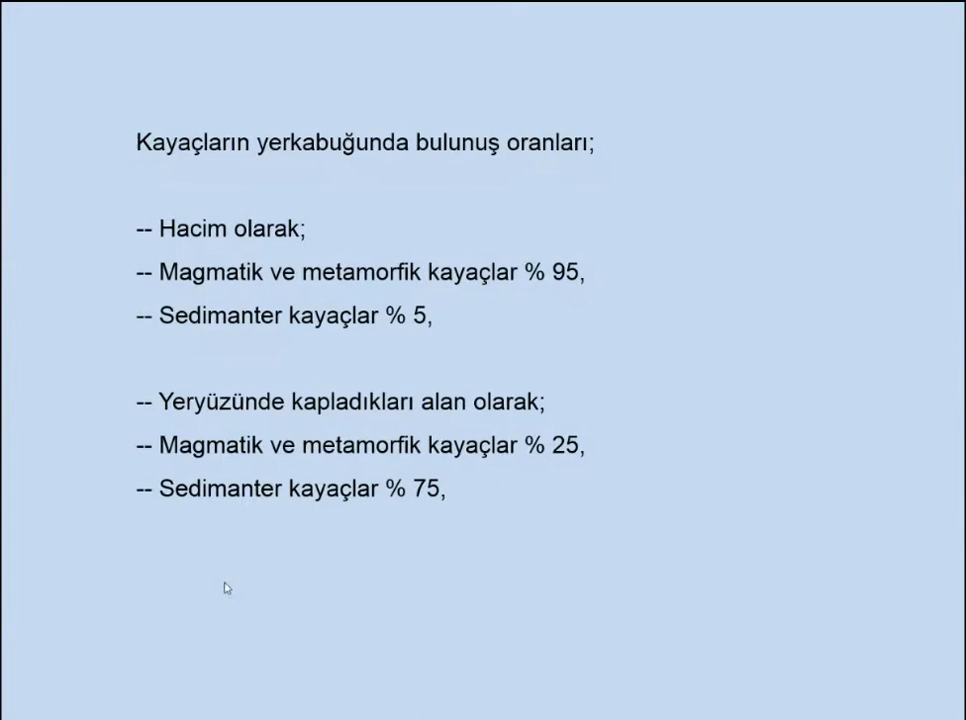 Kayaçların yerkabuğunda bulunuş oranları;
-- Hacim olarak;
-- Magmatik ve metamorfik kayaçlar % 95,
-- Sedimanter kayaçlar % 5,
-- Yeryüzünde kapladıkları alan olarak;
-- Magmatik ve metamorfik kayaçlar % 25,
-- Sedimanter kayaçlar % 75,